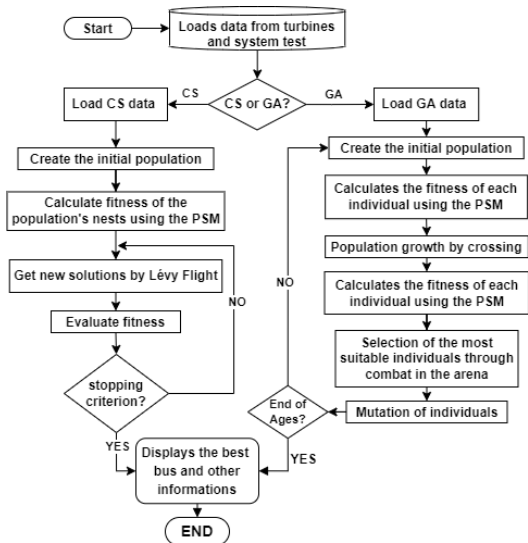 Start
Loads data from turbines
and system test
CS
CS or GA?
GA
Load CS data
Create the initial population
Calculate fitness of the
population's nests using the PSM
Get new solutions by Lévy Flight
NO
Evaluate fitness
stopping
criterion?
YES
Load GA data
Create the initial population
Calculates the fitness of each
individual using the PSM
Population growth by crossing
NO
Calculates the fitness of each
individual using the PSM
Selection of the most
suitable individuals through
combat in the arena
Mutation of individuals
End of
Ages?
YES
Displays the best
bus and other
informations
END